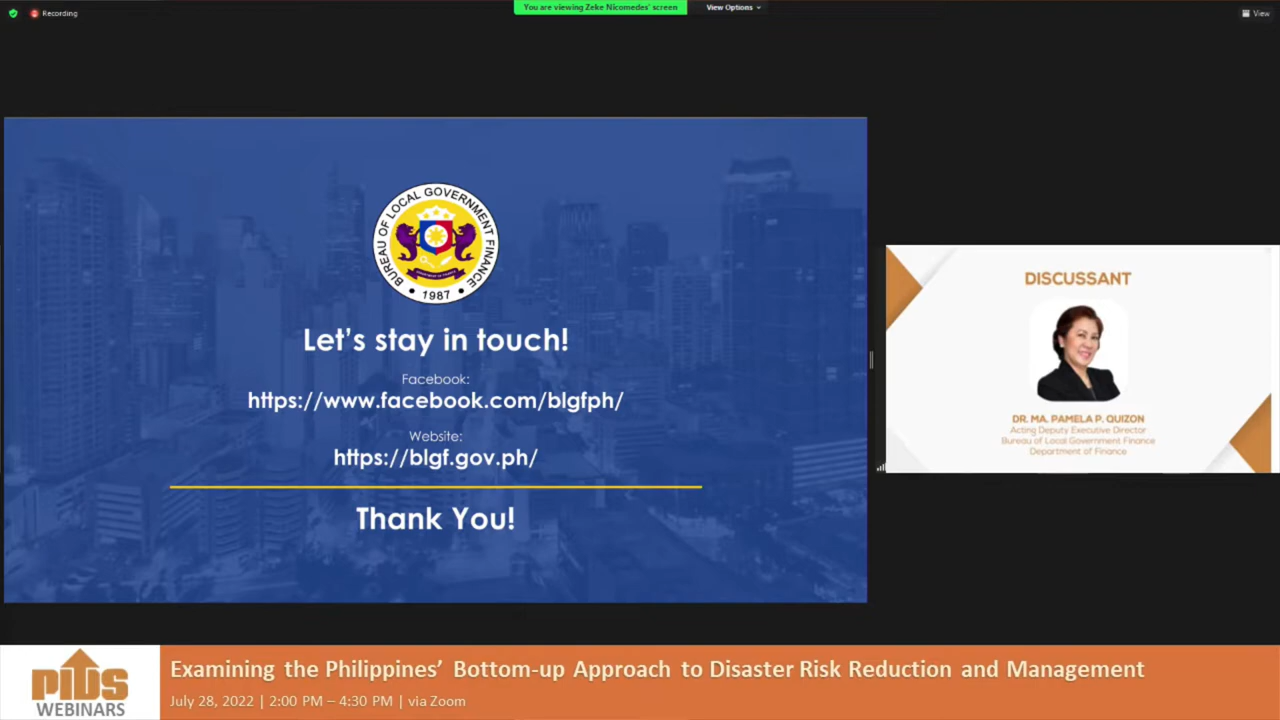 Recording
You are viewing Zeke Nicomedes' screen
View Options
View
BUREAU OF LOCAL GOVERNMENT FINANCE
• 1987 •
Let's stay in touch!
Facebook:
https://www.facebook.com/blgfph/
Website:
https://blgf.gov.ph/
Thank You!
DISCUSSANT
DR. MA. PAMELA P. QUIZON
Acting Deputy Executive Director
Bureau of Local Government Finance
Department of Finance
PIDS
WEBINARS
Examining the Philippines' Bottom-up Approach to Disaster Risk Reduction and Management
July 28, 2022 | 2:00 PM – 4:30 PM | via Zoom